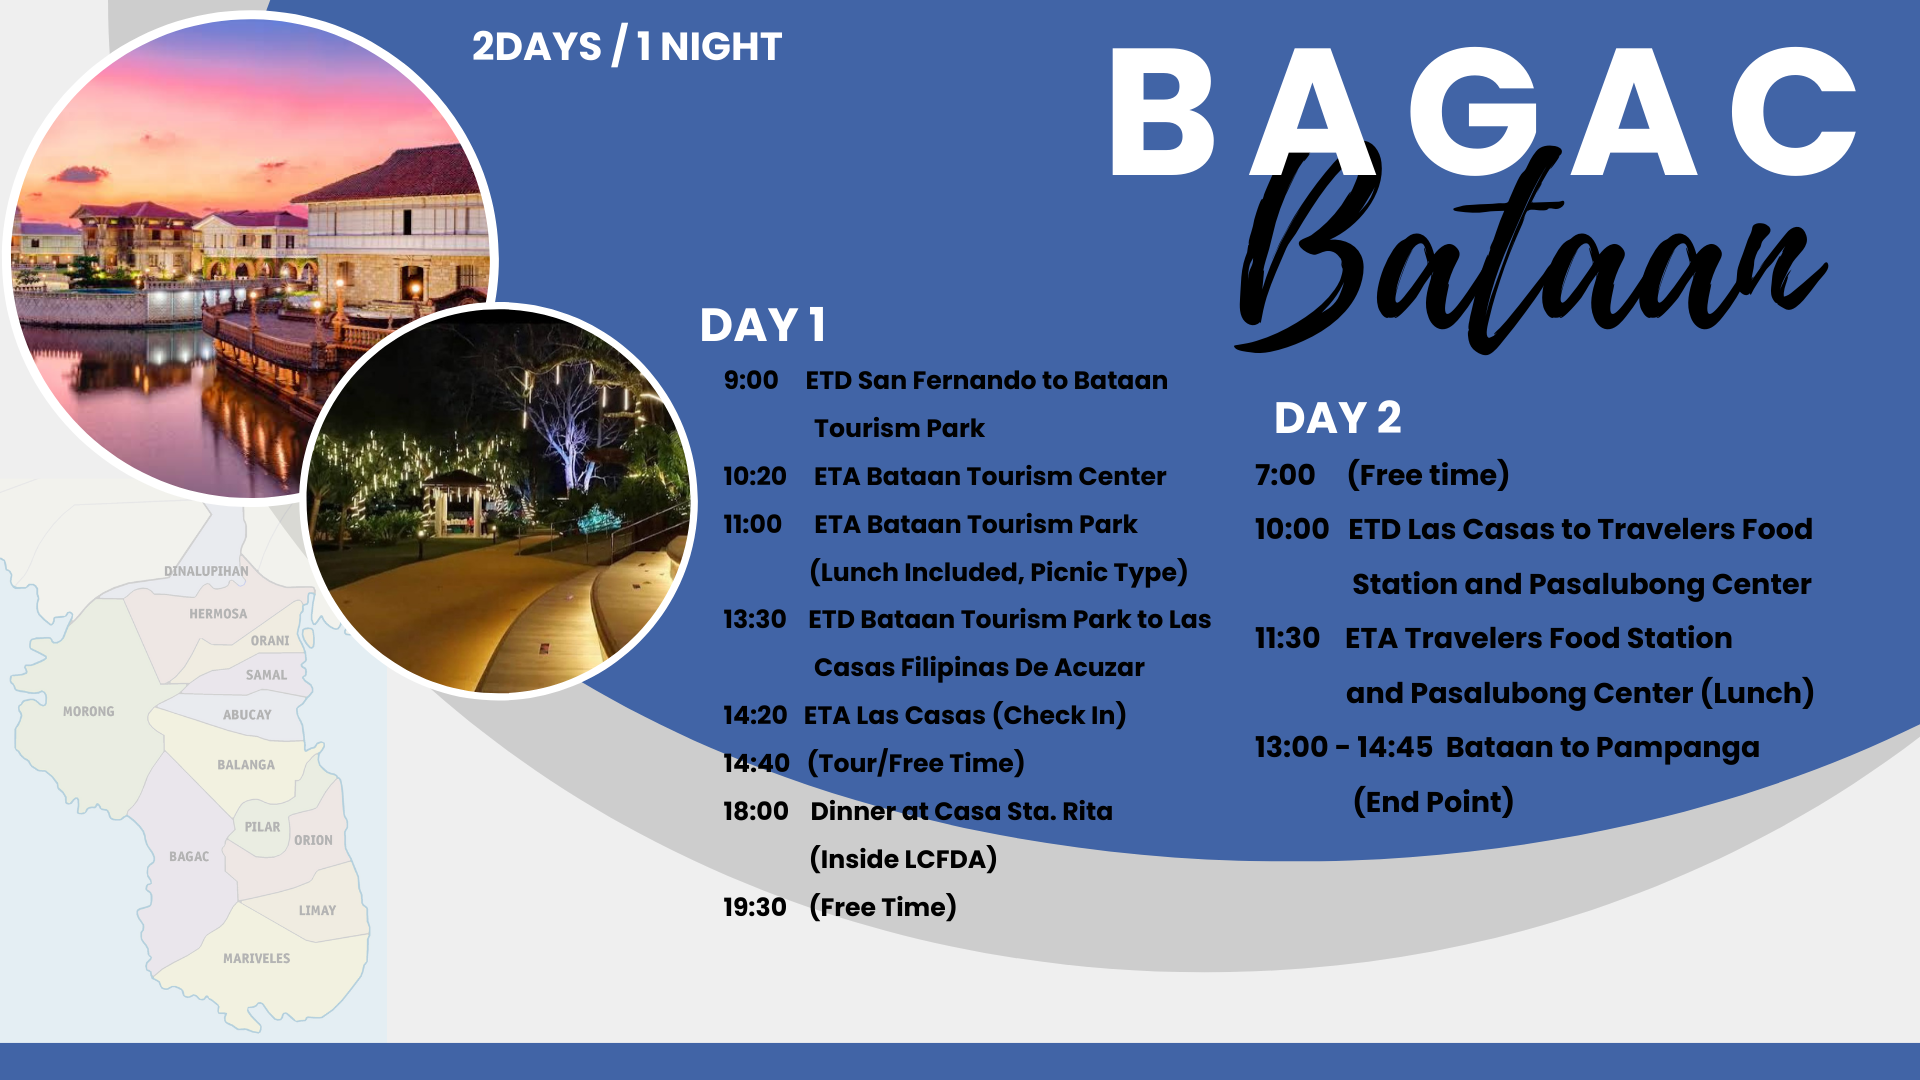 2DAYS / 1 NIGHT
BAGAC
Bataan
DAY 1
9:00 ETD San Fernando to Bataan
Tourism Park
10:20 ETA Bataan Tourism Center
11:00 ETA Bataan Tourism Park
(Lunch Included, Picnic Type)
13:30 ETD Bataan Tourism Park to Las
Casas Filipinas De Acuzar
14:20 ETA Las Casas (Check In)
14:40 (Tour/Free Time)
18:00 Dinner at Casa Sta. Rita
(Inside LCFDA)
19:30 (Free Time)
DAY 2
7:00 (Free time)
10:00 ETD Las Casas to Travelers Food
Station and Pasalubong Center
11:30 ETA Travelers Food Station
and Pasalubong Center (Lunch)
13:00 - 14:45 Bataan to Pampanga
(End Point)
DINALUPIHAN
HERMOSA
ORANI
SAMAL
MORONG
ABUCAY
BALANGA
PILAR
ORION
BAGAC
LIMAY
MARIVELES